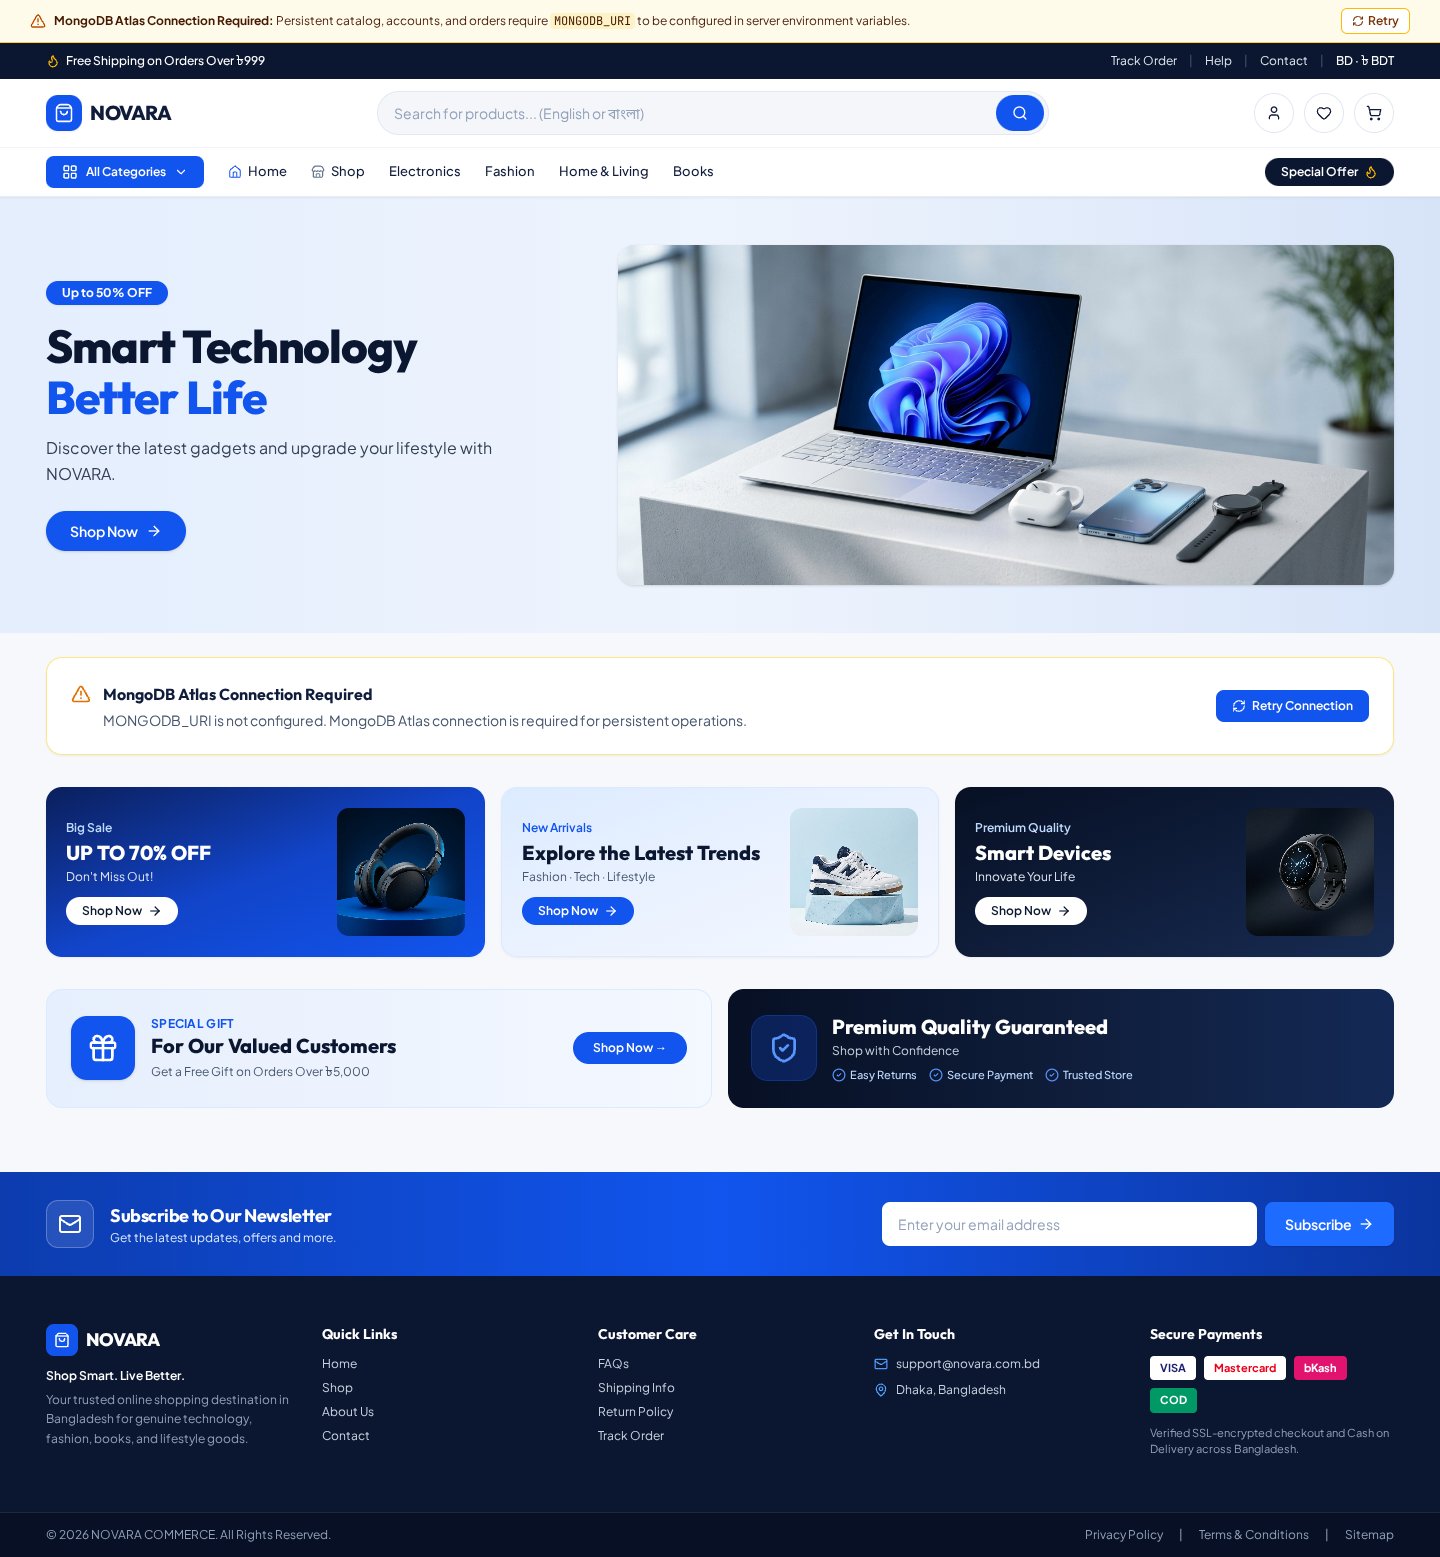 MongoDB Atlas Connection Required: Persistent catalog, accounts, and orders require MONGODB_URI to be configured in server environment variables.
Retry
Free Shipping on Orders Over ৳999
Track Order | Help | Contact | BD · ৳ BDT
NOVARA
Search for products... (English or বাংলা)
All Categories
Home
Shop
Electronics
Fashion
Home & Living
Books
Special Offer
Up to 50% OFF
Smart Technology
Better Life
Discover the latest gadgets and upgrade your lifestyle with
NOVARA.
Shop Now
MongoDB Atlas Connection Required
MONGODB_URI is not configured. MongoDB Atlas connection is required for persistent operations.
Retry Connection
Big Sale
UP TO 70% OFF
Don't Miss Out!
Shop Now
New Arrivals
Explore the Latest Trends
Fashion · Tech · Lifestyle
Shop Now
Premium Quality
Smart Devices
Innovate Your Life
Shop Now
SPECIAL GIFT
For Our Valued Customers
Get a Free Gift on Orders Over ৳5,000
Shop Now →
Premium Quality Guaranteed
Shop with Confidence
Easy Returns
Secure Payment
Trusted Store
Subscribe to Our Newsletter
Get the latest updates, offers and more.
Enter your email address
Subscribe
NOVARA
Shop Smart. Live Better.
Your trusted online shopping destination in
Bangladesh for genuine technology,
fashion, books, and lifestyle goods.
Quick Links
Home
Shop
About Us
Contact
Customer Care
FAQs
Shipping Info
Return Policy
Track Order
Get In Touch
support@novara.com.bd
Dhaka, Bangladesh
Secure Payments
VISA
Mastercard
bKash
COD
Verified SSL-encrypted checkout and Cash on
Delivery across Bangladesh.
© 2026 NOVARA COMMERCE. All Rights Reserved.
Privacy Policy | Terms & Conditions | Sitemap